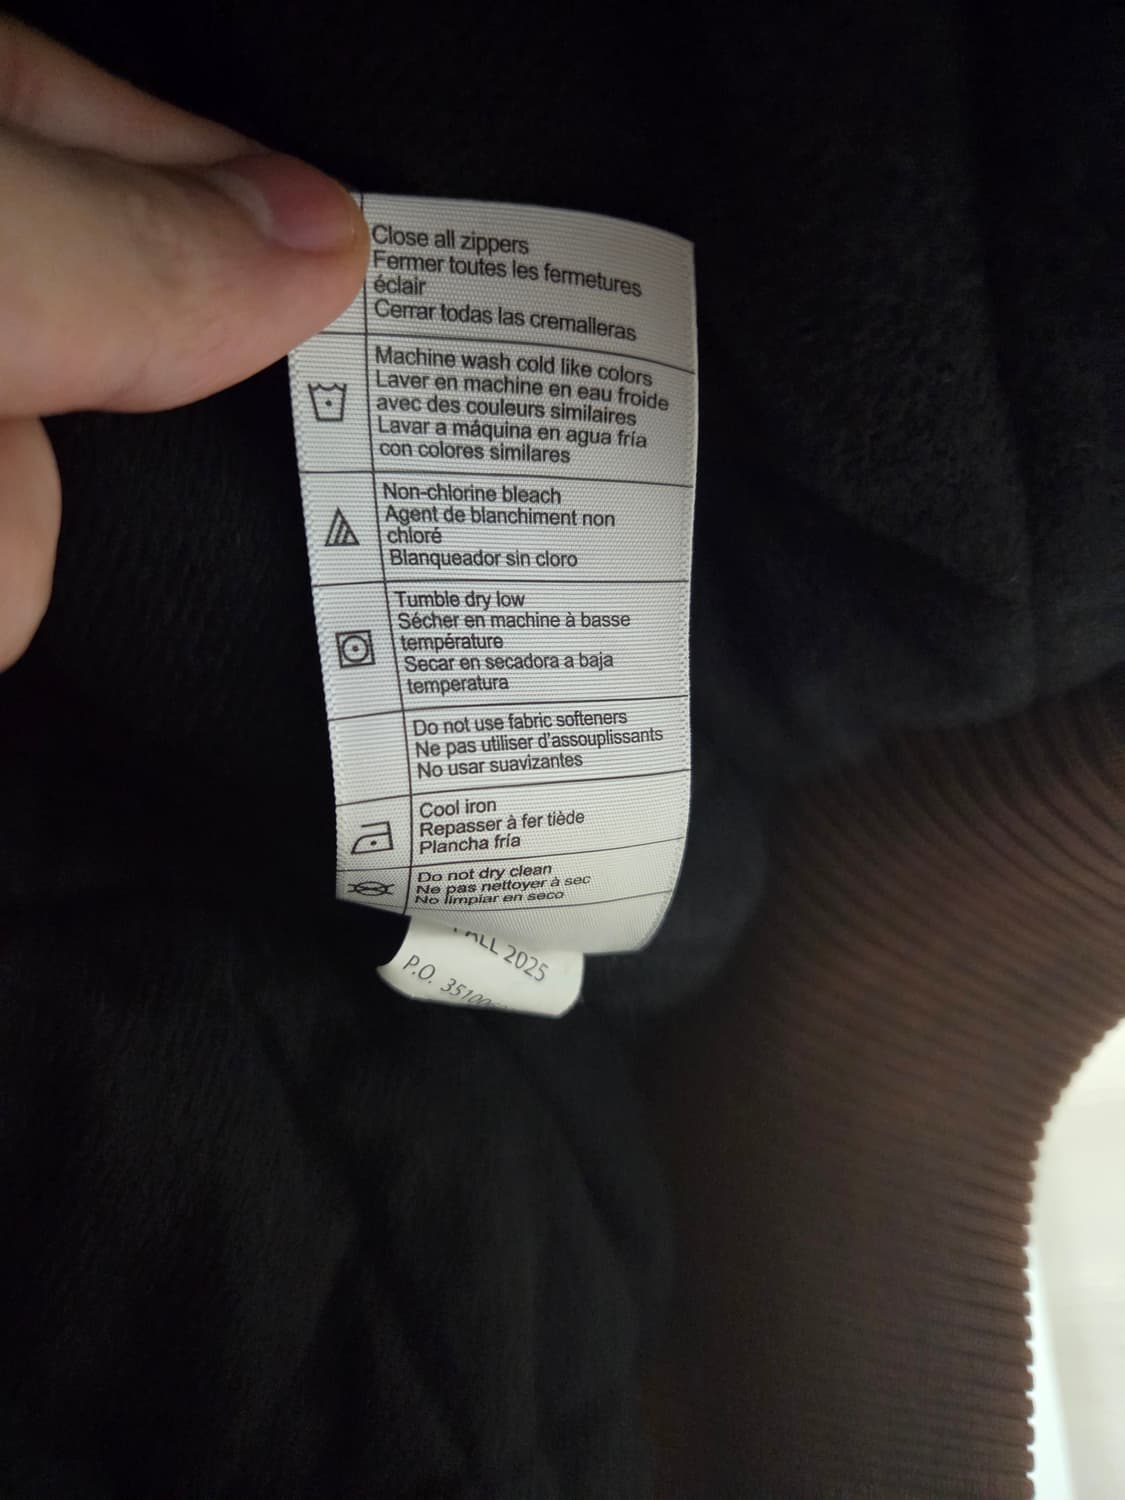 Close all zippers
Fermer toutes les fermetures
éclair
Cerrar todas las cremalleras
Machine wash cold like colors
Laver en machine en eau froide
avec des couleurs similaires
Lavar a máquina en agua fría
con colores similares
Non-chlorine bleach
Agent de blanchiment non
chloré
Blanqueador sin cloro
Tumble dry low
Sécher en machine à basse
température
Secar en secadora a baja
temperatura
Do not use fabric softeners
Ne pas utiliser d'assouplissants
No usar suavizantes
Cool iron
Repasser à fer tiède
Plancha fría
Do not dry clean
Ne pas nettoyer à sec
No limpiar en seco
2025
P.O.